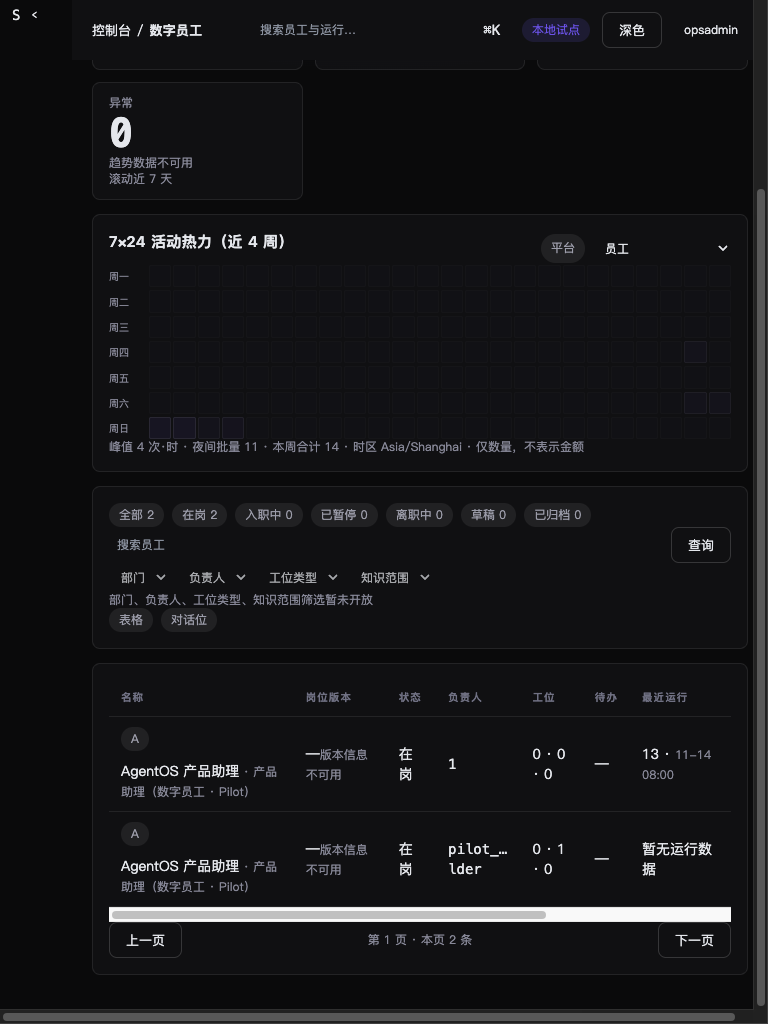 S <
控制台 / 数字员工
搜索员工与运行…
⌘K
本地试点
深色
opsadmin
异常
0
趋势数据不可用
滚动近 7 天
7×24 活动热力（近 4 周）
平台
员工
周一
周二
周三
周四
周五
周六
周日
峰值 4 次·时 · 夜间批量 11 · 本周合计 14 · 时区 Asia/Shanghai · 仅数量，不表示金额
全部 2
在岗 2
入职中 0
已暂停 0
离职中 0
草稿 0
已归档 0
搜索员工
查询
部门
负责人
工位类型
知识范围
部门、负责人、工位类型、知识范围筛选暂未开放
表格
对话位
名称
岗位版本
状态
负责人
工位
待办
最近运行
A
AgentOS 产品助理 · 产品
助理（数字员工 · Pilot）
—版本信息
不可用
在
岗
1
0 · 0
· 0
—
13 · 11–14
08:00
A
AgentOS 产品助理 · 产品
助理（数字员工 · Pilot）
—版本信息
不可用
在
岗
pilot_…
lder
0 · 1
· 0
—
暂无运行数
据
上一页
第 1 页 · 本页 2 条
下一页